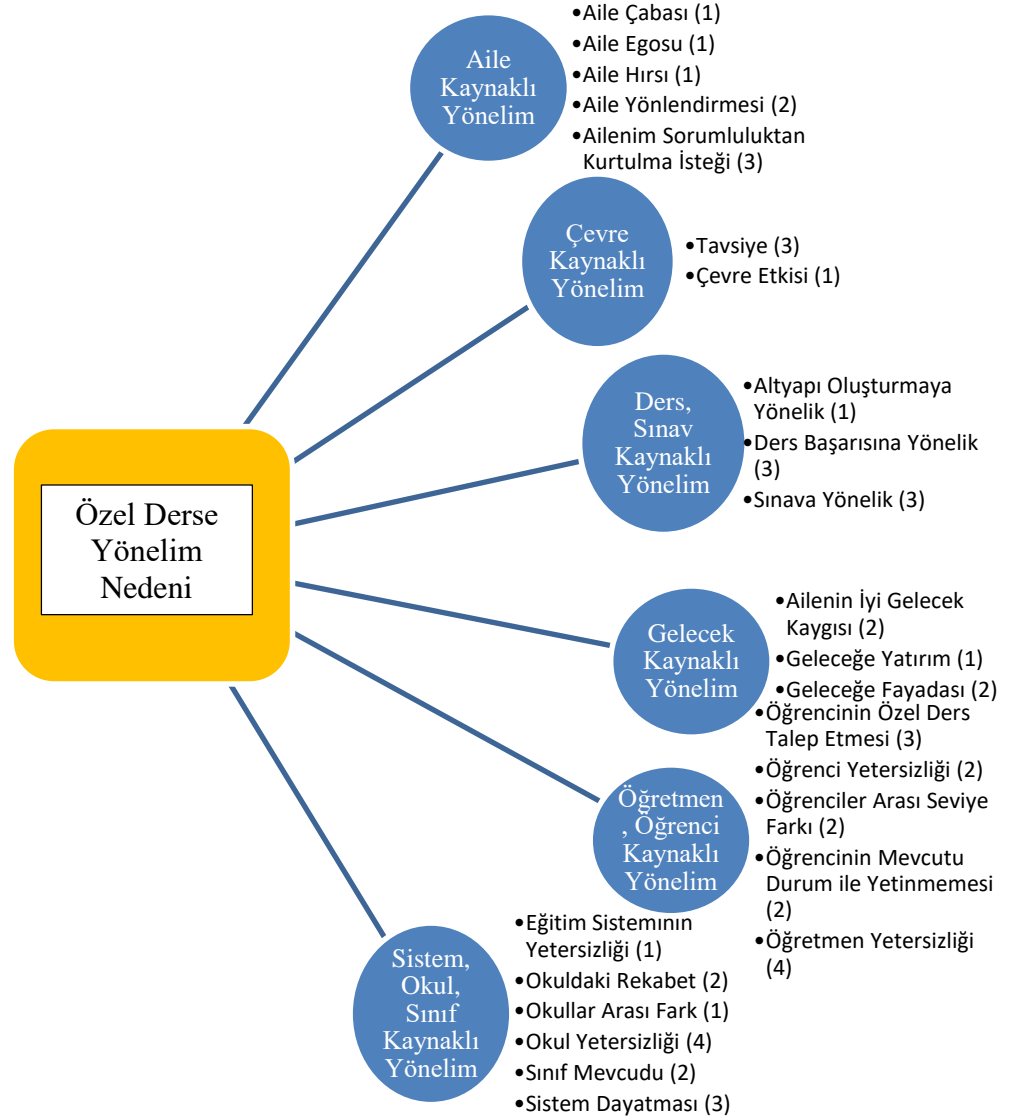 Özel Derse
Yönelim
Nedeni
Aile
Kaynaklı
Yönelim
•Aile Çabası (1)
•Aile Egosu (1)
•Aile Hırsı (1)
•Aile Yönlendirmesi (2)
•Ailenim Sorumluluktan
Kurtulma İsteği (3)
Çevre
Kaynaklı
Yönelim
•Tavsiye (3)
•Çevre Etkisi (1)
Ders,
Sınav
Kaynaklı
Yönelim
•Altyapı Oluşturmaya
Yönelik (1)
•Ders Başarısına Yönelik
(3)
•Sınava Yönelik (3)
Gelecek
Kaynaklı
Yönelim
•Ailenin İyi Gelecek
Kaygısı (2)
•Geleceğe Yatırım (1)
•Geleceğe Fayadası (2)
Öğretmen
, Öğrenci
Kaynaklı
Yönelim
•Öğrencinin Özel Ders
Talep Etmesi (3)
•Öğrenci Yetersizliği (2)
•Öğrenciler Arası Seviye
Farkı (2)
•Öğrencinin Mevcutu
Durum ile Yetinmemesi
(2)
•Öğretmen Yetersizliği
(4)
Sistem,
Okul,
Sınıf
Kaynaklı
Yönelim
•Eğitim Sisteminın
Yetersizliği (1)
•Okuldaki Rekabet (2)
•Okullar Arası Fark (1)
•Okul Yetersizliği (4)
•Sınıf Mevcudu (2)
•Sistem Dayatması (3)